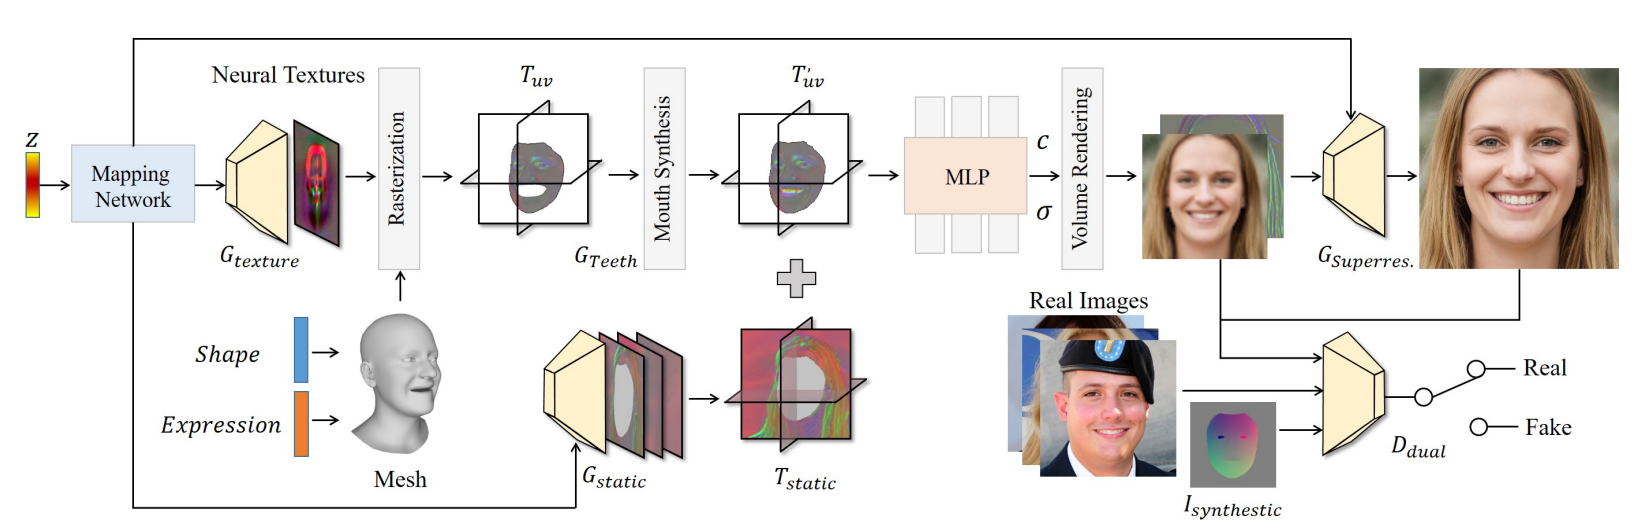 Neural Textures
T_{uv}
T'_{uv}
z
Mapping
Network
G_{texture}
Rasterization
G_{Teeth}
Mouth Synthesis
MLP
c
σ
Volume Rendering
G_{Superres.}
Shape
Expression
Mesh
G_{static}
T_{static}
Real Images
I_{synthestic}
D_{dual}
Real
Fake